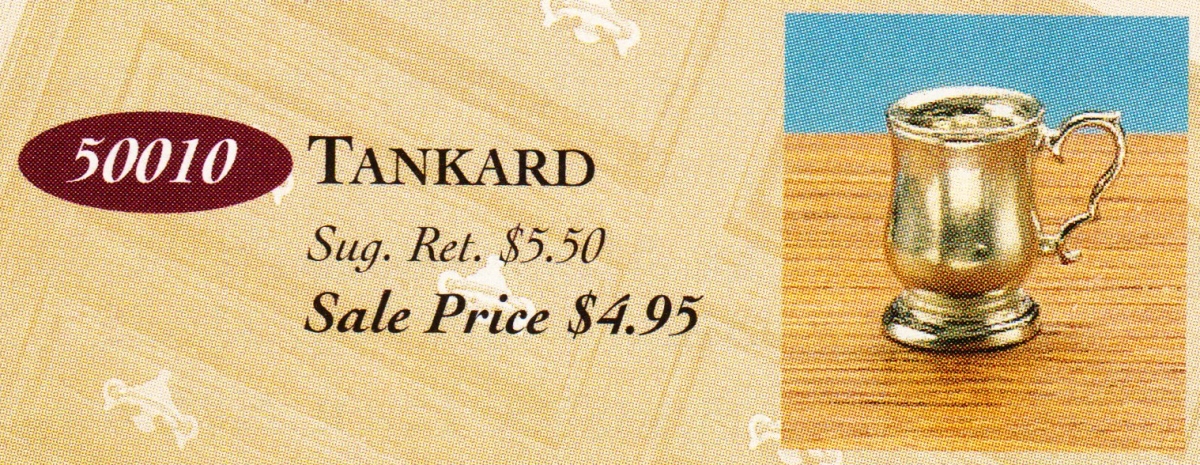 50010
TANKARD
Sug. Ret. $5.50
Sale Price $4.95